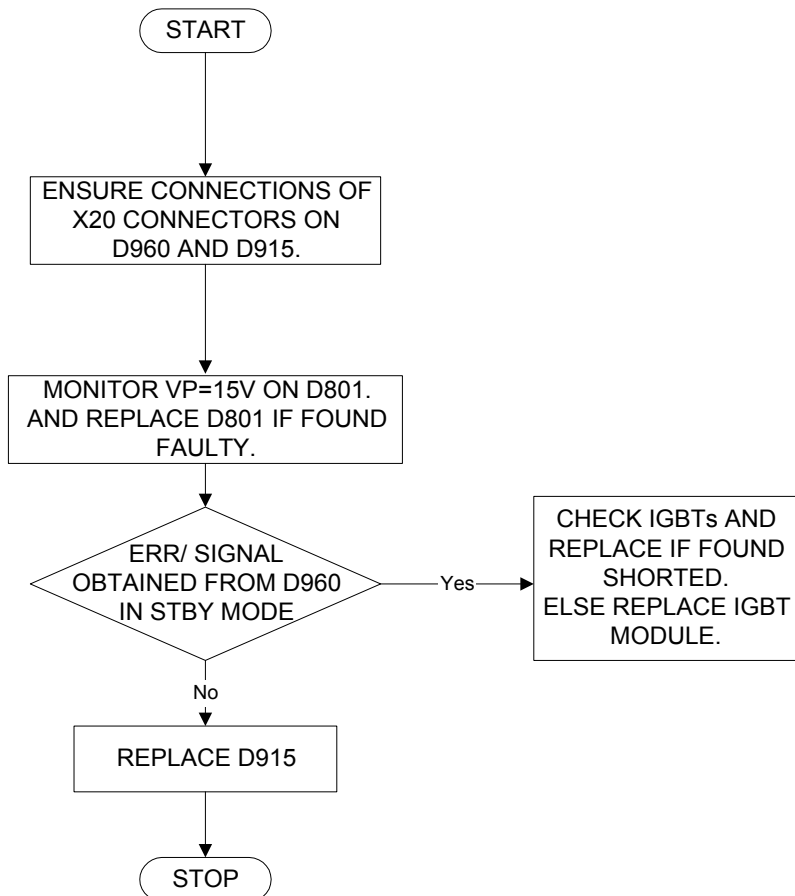 START
ENSURE CONNECTIONS OF
X20 CONNECTORS ON
D960 AND D915.
MONITOR VP=15V ON D801.
AND REPLACE D801 IF FOUND
FAULTY.
ERR/ SIGNAL
OBTAINED FROM D960
IN STBY MODE
Yes
CHECK IGBTs AND
REPLACE IF FOUND
SHORTED.
ELSE REPLACE IGBT
MODULE.
No
REPLACE D915
STOP